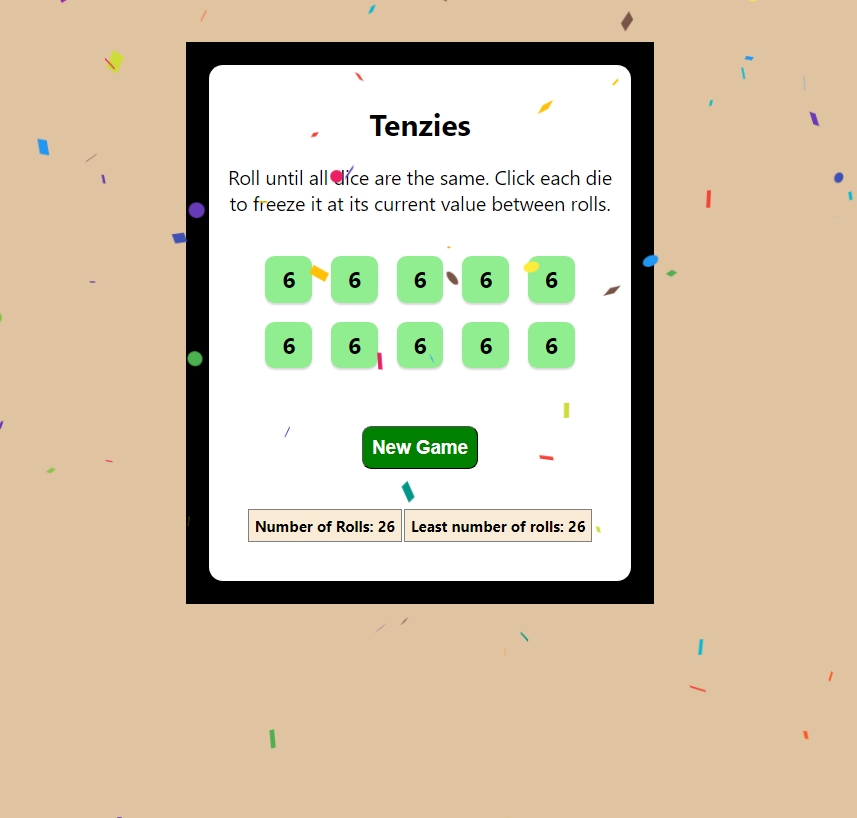 Tenzies
Roll until all dice are the same. Click each die
to freeze it at its current value between rolls.
6 6 6 6 6
6 6 6 6 6
New Game
Number of Rolls: 26 Least number of rolls: 26